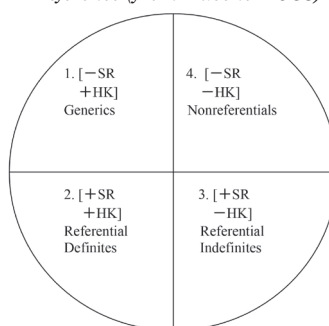 1. [−SR
+HK]
Generics
4. [−SR
−HK]
Nonreferentials
2. [+SR
+HK]
Referential
Definites
3. [+SR
−HK]
Referential
Indefinites